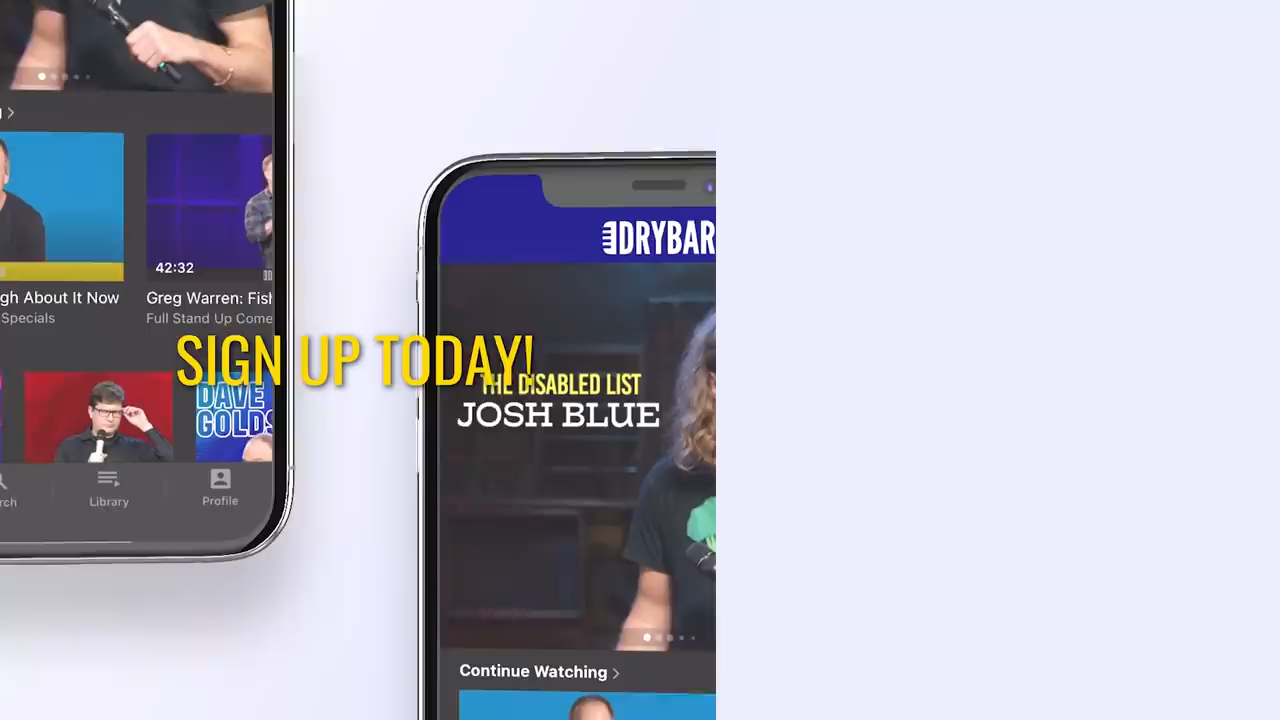 42:32
gh About It Now
Specials
Greg Warren: Fish
Full Stand Up Come
SIGN UP TODAY!
DAVE
GOLDS
rch
Library
Profile
DRYBAR
THE DISABLED LIST
JOSH BLUE
Continue Watching